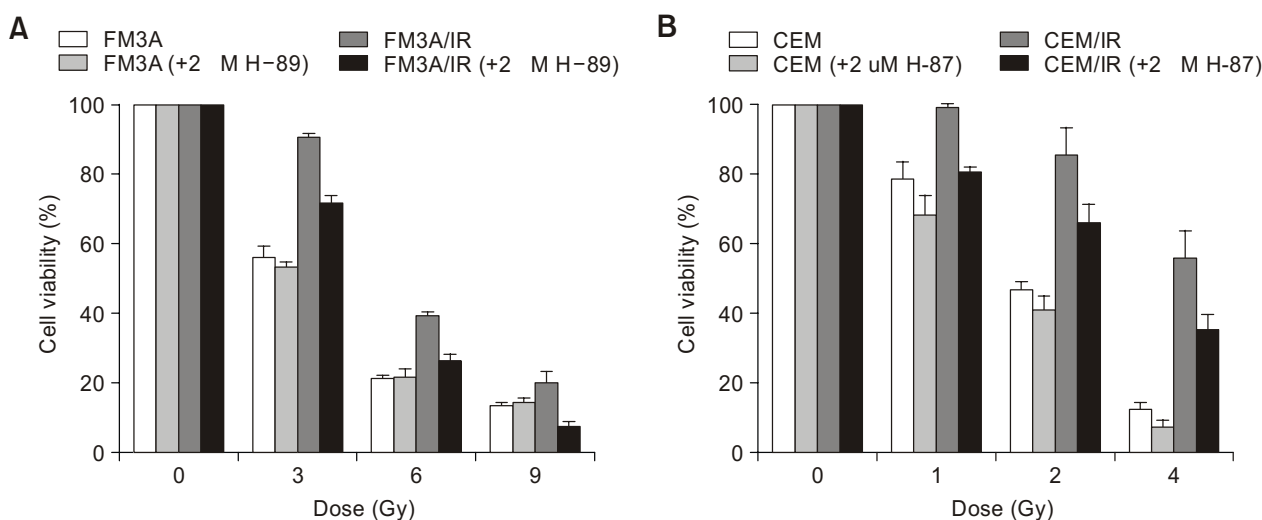 A
FM3A
FM3A/IR
FM3A (+2 M H−89)
FM3A/IR (+2 M H−89)
Cell viability (%)
100
80
60
40
20
0
0 3 6 9
Dose (Gy)
B
CEM
CEM/IR
CEM (+2 uM H-87)
CEM/IR (+2 M H-87)
Cell viability (%)
100
80
60
40
20
0
0 1 2 4
Dose (Gy)